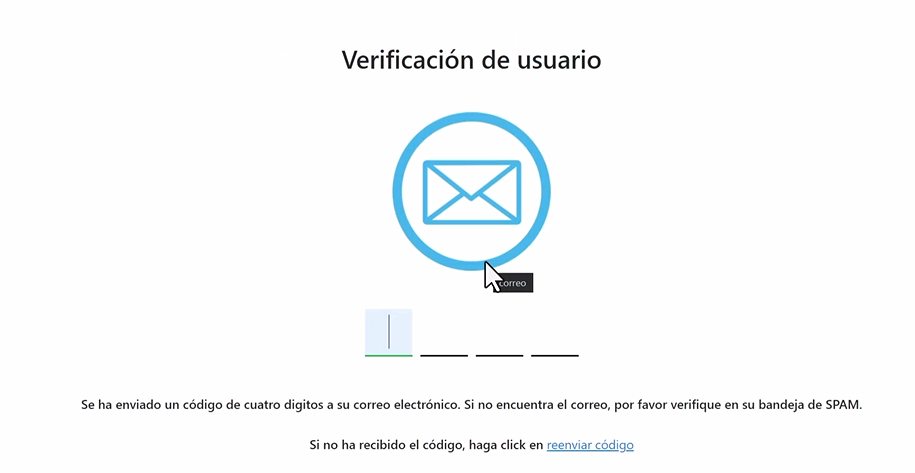 Verificación de usuario
correo
Se ha enviado un código de cuatro digitos a su correo electrónico. Si no encuentra el correo, por favor verifique en su bandeja de SPAM.
Si no ha recibido el código, haga click en reenviar código